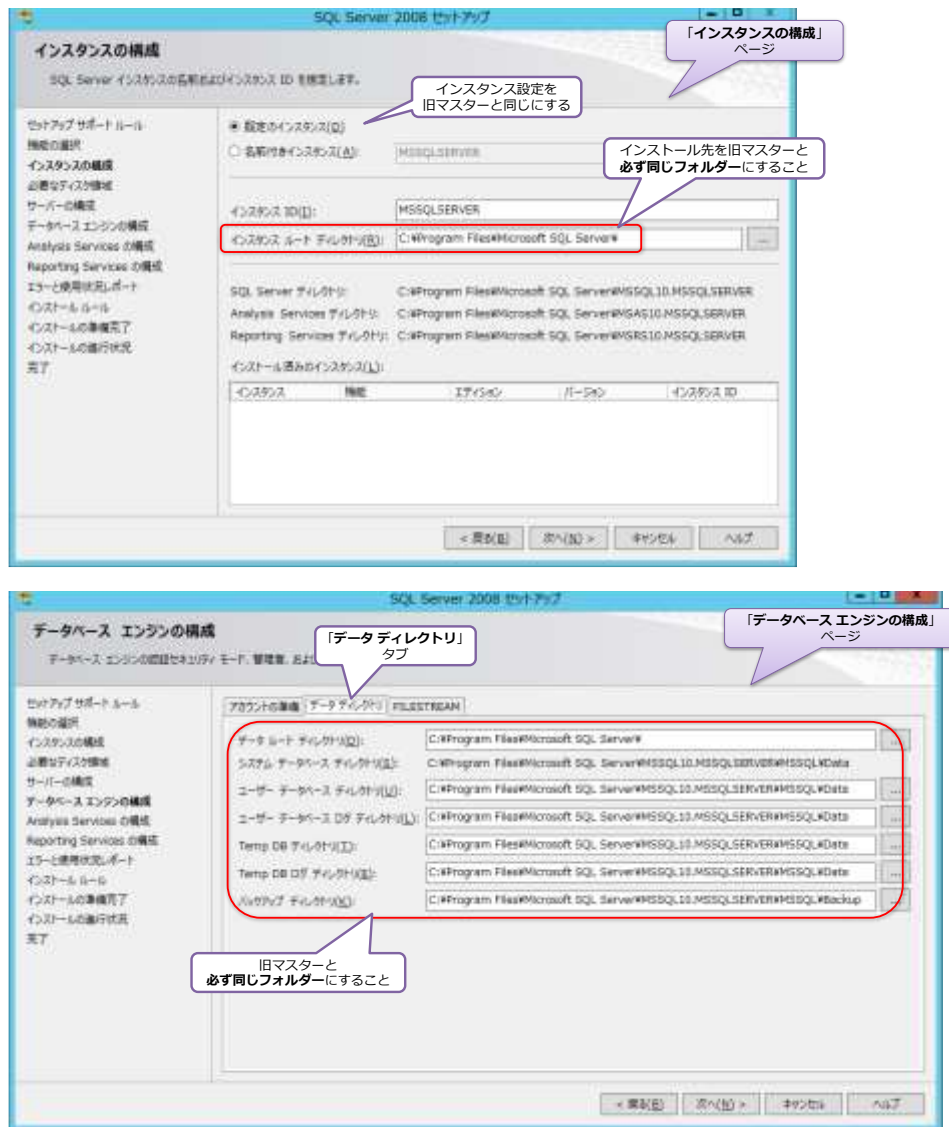 SQL Server 2008 セットアップ
「インスタンスの構成」
ページ
インスタンスの構成
SQL Server インスタンスの名前およびインスタンス ID を指定します。
インスタンス設定を
旧マスターと同じにする
セットアップ サポート ルール
機能の選択
インスタンスの構成
必要なディスク領域
サーバーの構成
データベース エンジンの構成
Analysis Services の構成
Reporting Services の構成
エラーと使用状況レポート
インストール ルール
インストールの準備完了
インストールの進行状況
完了
既定のインスタンス(D)
名前付きインスタンス(A):
MSSQLSERVER
インストール先を旧マスターと
必ず同じフォルダーにすること
インスタンス ID(I):
MSSQLSERVER
インスタンス ルート ディレクトリ(R):
C:¥Program Files¥Microsoft SQL Server¥
...
SQL Server ディレクトリ:
C:¥Program Files¥Microsoft SQL Server¥MSSQL10.MSSQLSERVER
Analysis Services ディレクトリ:
C:¥Program Files¥Microsoft SQL Server¥MSAS10.MSSQLSERVER
Reporting Services ディレクトリ:
C:¥Program Files¥Microsoft SQL Server¥MSRS10.MSSQLSERVER
インストール済みのインスタンス(L):
インスタンス 機能 エディション バージョン インスタンス ID
< 戻る(B) 次へ(N) > キャンセル ヘルプ
SQL Server 2008 セットアップ
「データベース エンジンの構成」
ページ
データベース エンジンの構成
データベース エンジンの認証セキュリティ モード、管理者、およ
「データ ディレクトリ」
タブ
セットアップ サポート ルール
機能の選択
インスタンスの構成
必要なディスク領域
サーバーの構成
データベース エンジンの構成
Analysis Services の構成
Reporting Services の構成
エラーと使用状況レポート
インストール ルール
インストールの準備完了
インストールの進行状況
完了
アカウントの準備 データ ディレクトリ FILESTREAM
データ ルート ディレクトリ(D):
C:¥Program Files¥Microsoft SQL Server¥
...
システム データベース ディレクトリ(S):
C:¥Program Files¥Microsoft SQL Server¥MSSQL10.MSSQLSERVER¥MSSQL¥Data
ユーザー データベース ディレクトリ(U):
C:¥Program Files¥Microsoft SQL Server¥MSSQL10.MSSQLSERVER¥MSSQL¥Data
...
ユーザー データベース ログ ディレクトリ(L):
C:¥Program Files¥Microsoft SQL Server¥MSSQL10.MSSQLSERVER¥MSSQL¥Data
...
Temp DB ディレクトリ(T):
C:¥Program Files¥Microsoft SQL Server¥MSSQL10.MSSQLSERVER¥MSSQL¥Data
...
Temp DB ログ ディレクトリ(E):
C:¥Program Files¥Microsoft SQL Server¥MSSQL10.MSSQLSERVER¥MSSQL¥Data
...
バックアップ ディレクトリ(K):
C:¥Program Files¥Microsoft SQL Server¥MSSQL10.MSSQLSERVER¥MSSQL¥Backup
...
旧マスターと
必ず同じフォルダーにすること
< 戻る(B) 次へ(N) > キャンセル ヘルプ